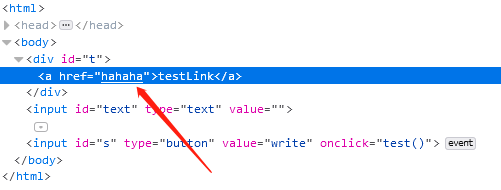 <html>
<head> ⋯ </head>
<body>
<div id="t">
<a href="hahaha">testLink</a>
</div>
<input id="text" type="text" value="">
<input id="s" type="button" value="write" onclick="test()"> event
</body>
</html>